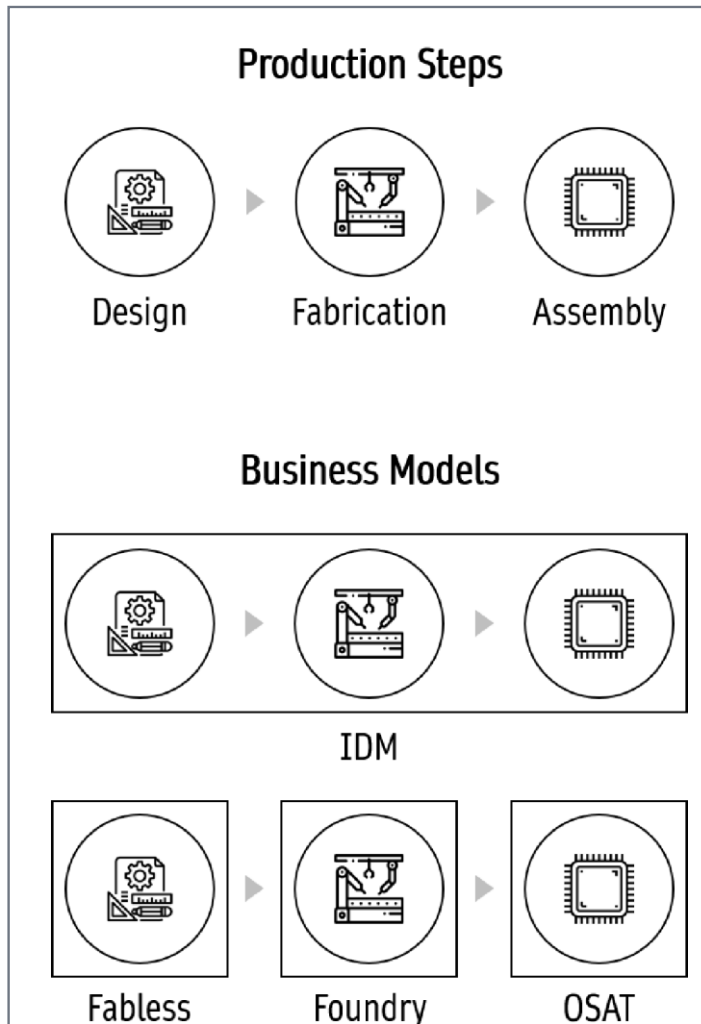 Production Steps
Design Fabrication Assembly
Business Models
IDM
Fabless Foundry OSAT